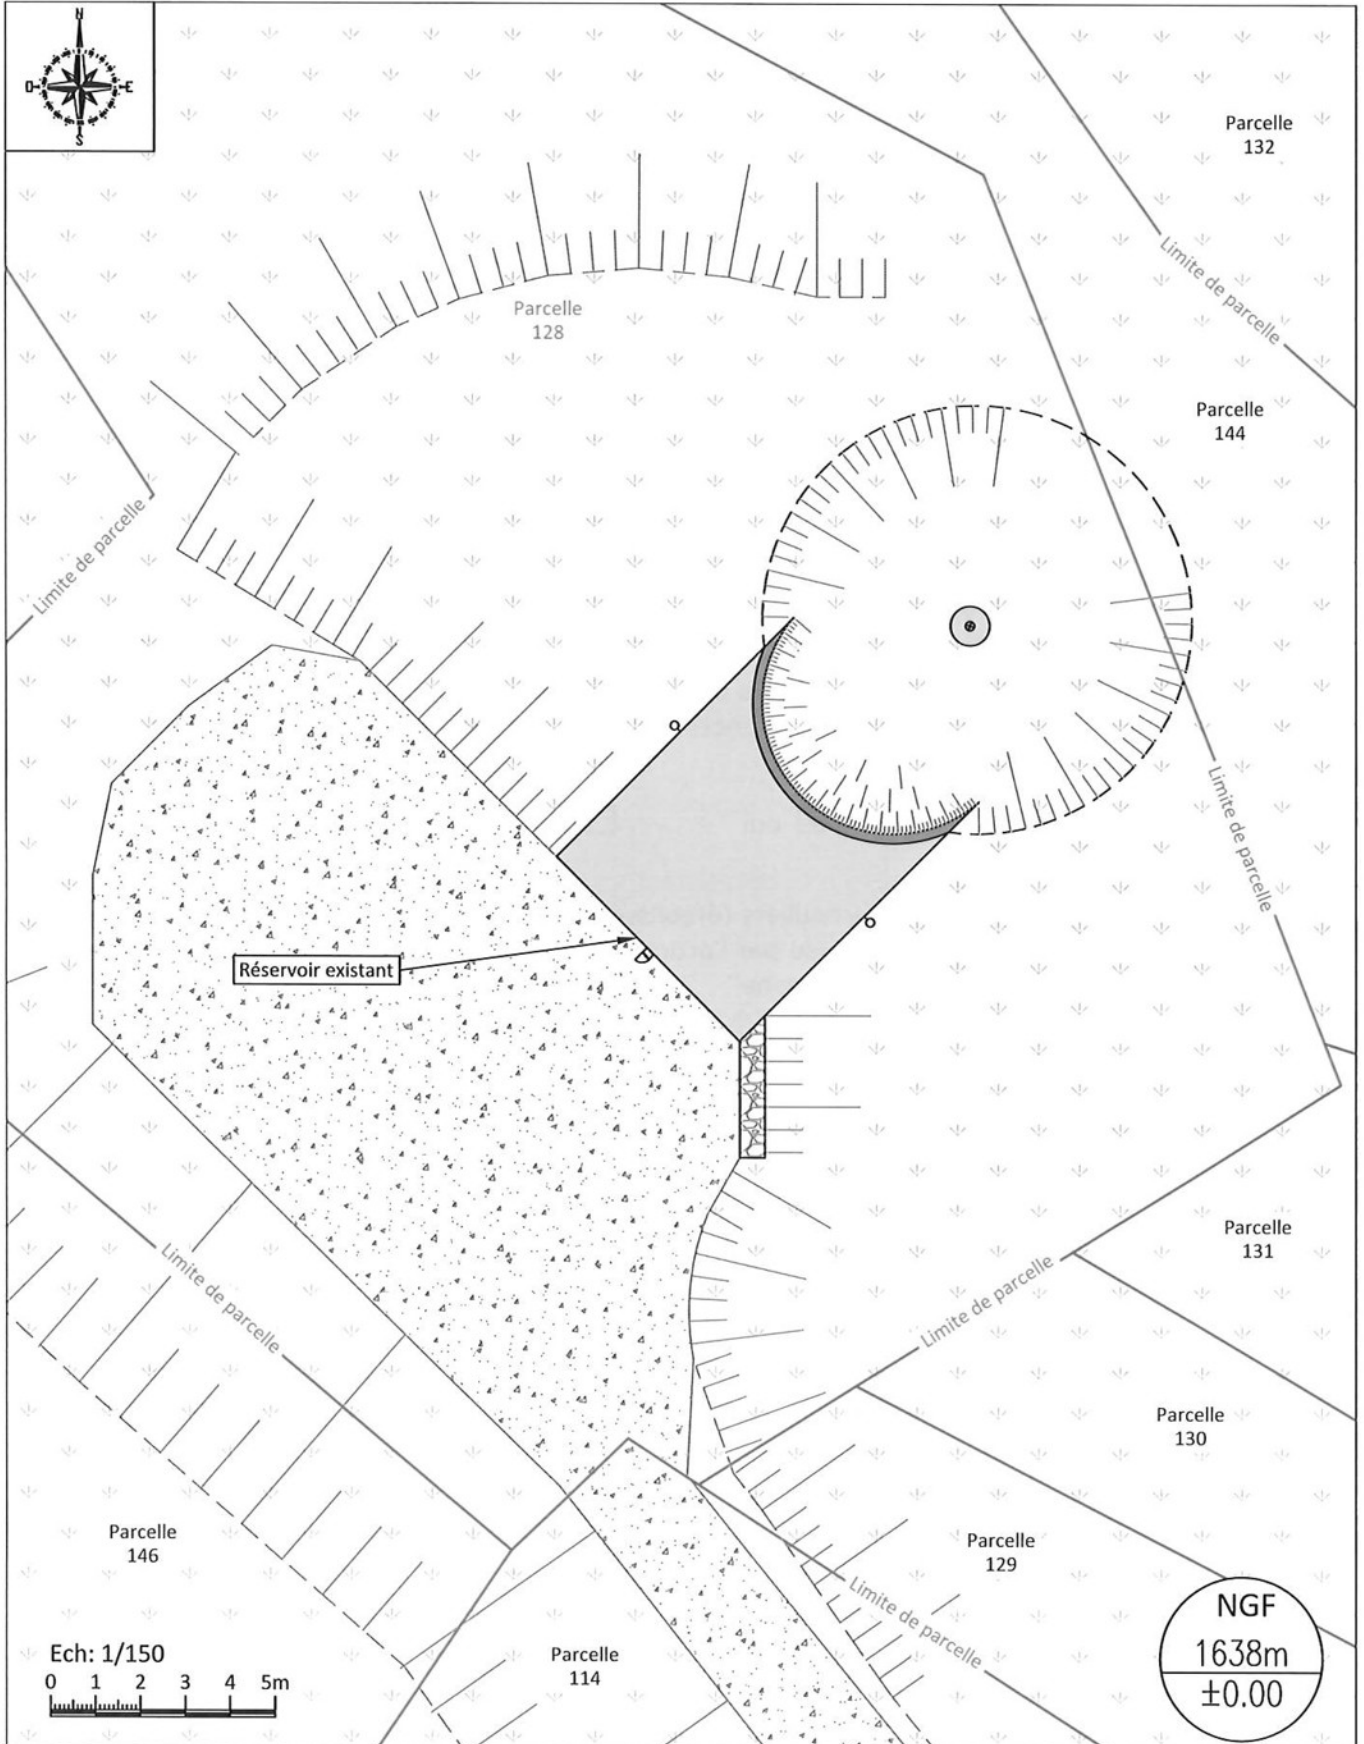 N
O
E
S
Parcelle
132
Limite de parcelle
Parcelle
128
Parcelle
144
Limite de parcelle
Limite de parcelle
Réservoir existant
Parcelle
131
Limite de parcelle
Limite de parcelle
Parcelle
130
Parcelle
146
Parcelle
129
Limite de parcelle
Parcelle
114
Ech: 1/150
0 1 2 3 4 5m
NGF
1638m
±0.00